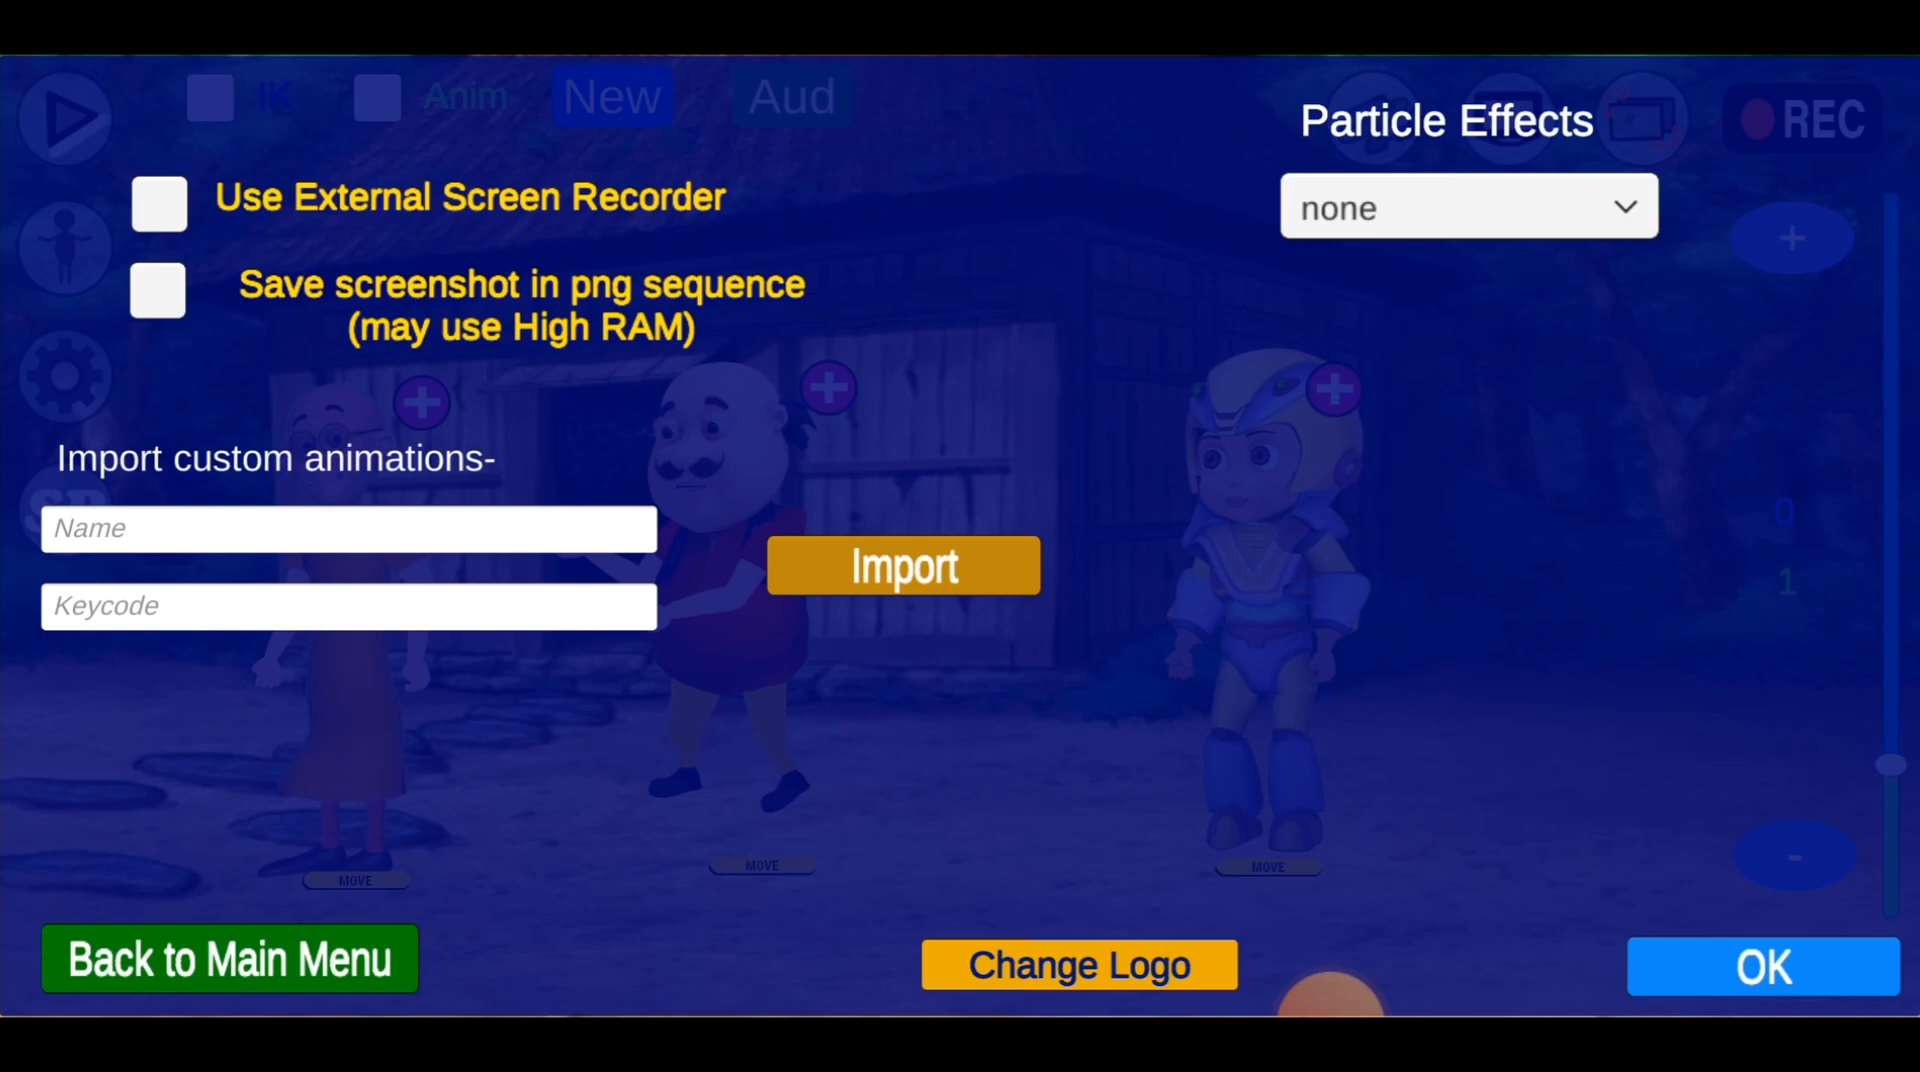 IK
Anim
New
Aud
Particle Effects
REC
Use External Screen Recorder
none
+
Save screenshot in png sequence
(may use High RAM)
Import custom animations-
Name
0
Import
1
Keycode
-
MOVE
MOVE
MOVE
Back to Main Menu
Change Logo
OK